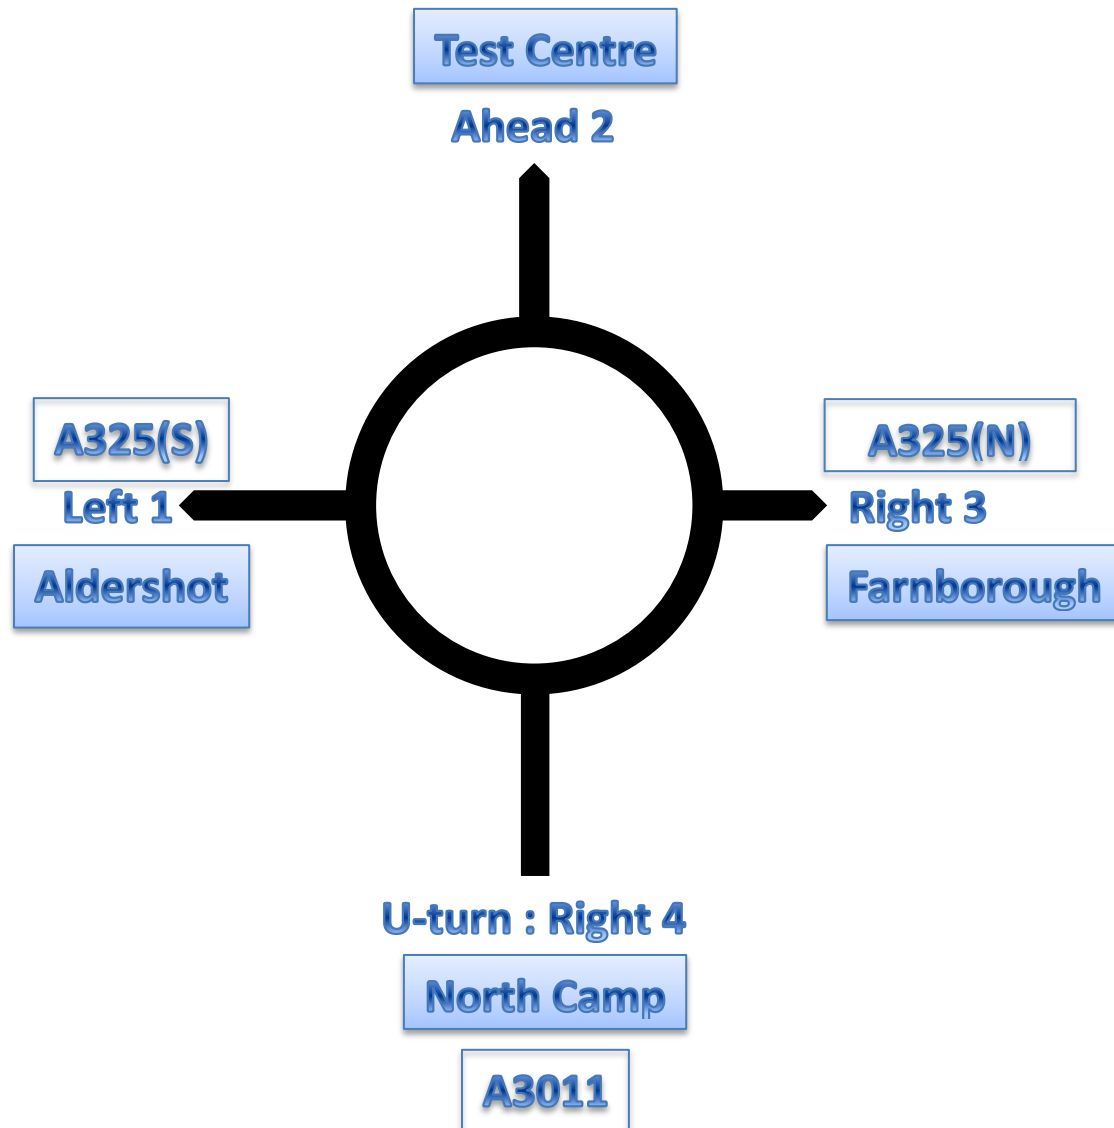 Test Centre
Ahead 2
A325(S)
Left 1
Aldershot
A325(N)
Right 3
Farnborough
U-turn : Right 4
North Camp
A3011